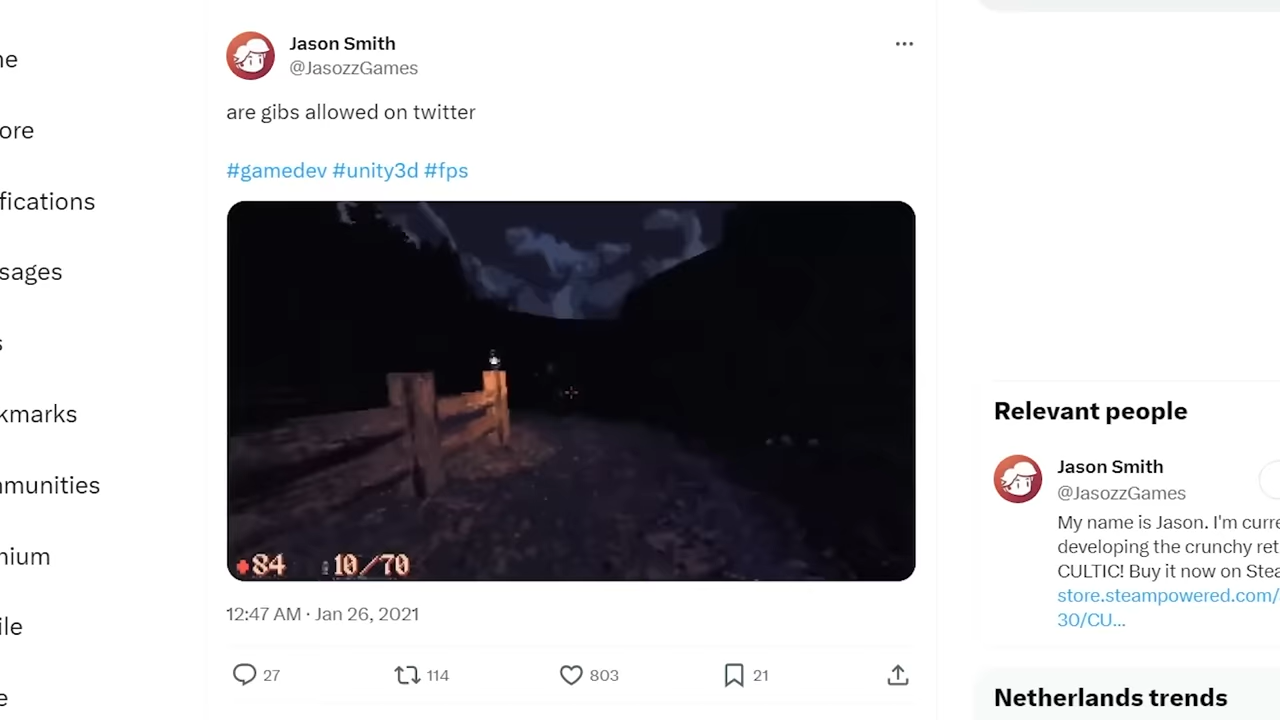 ne
ore
fications
sages
s
kmarks
mmunities
nium
ile
e
Jason Smith
@JasozzGames
are gibs allowed on twitter
#gamedev #unity3d #fps
84 10/70
12:47 AM · Jan 26, 2021
27 114 803 21
Relevant people
Jason Smith
@JasozzGames
My name is Jason. I'm curre
developing the crunchy ret
CULTIC! Buy it now on Stea
store.steampowered.com/
30/CU...
Netherlands trends